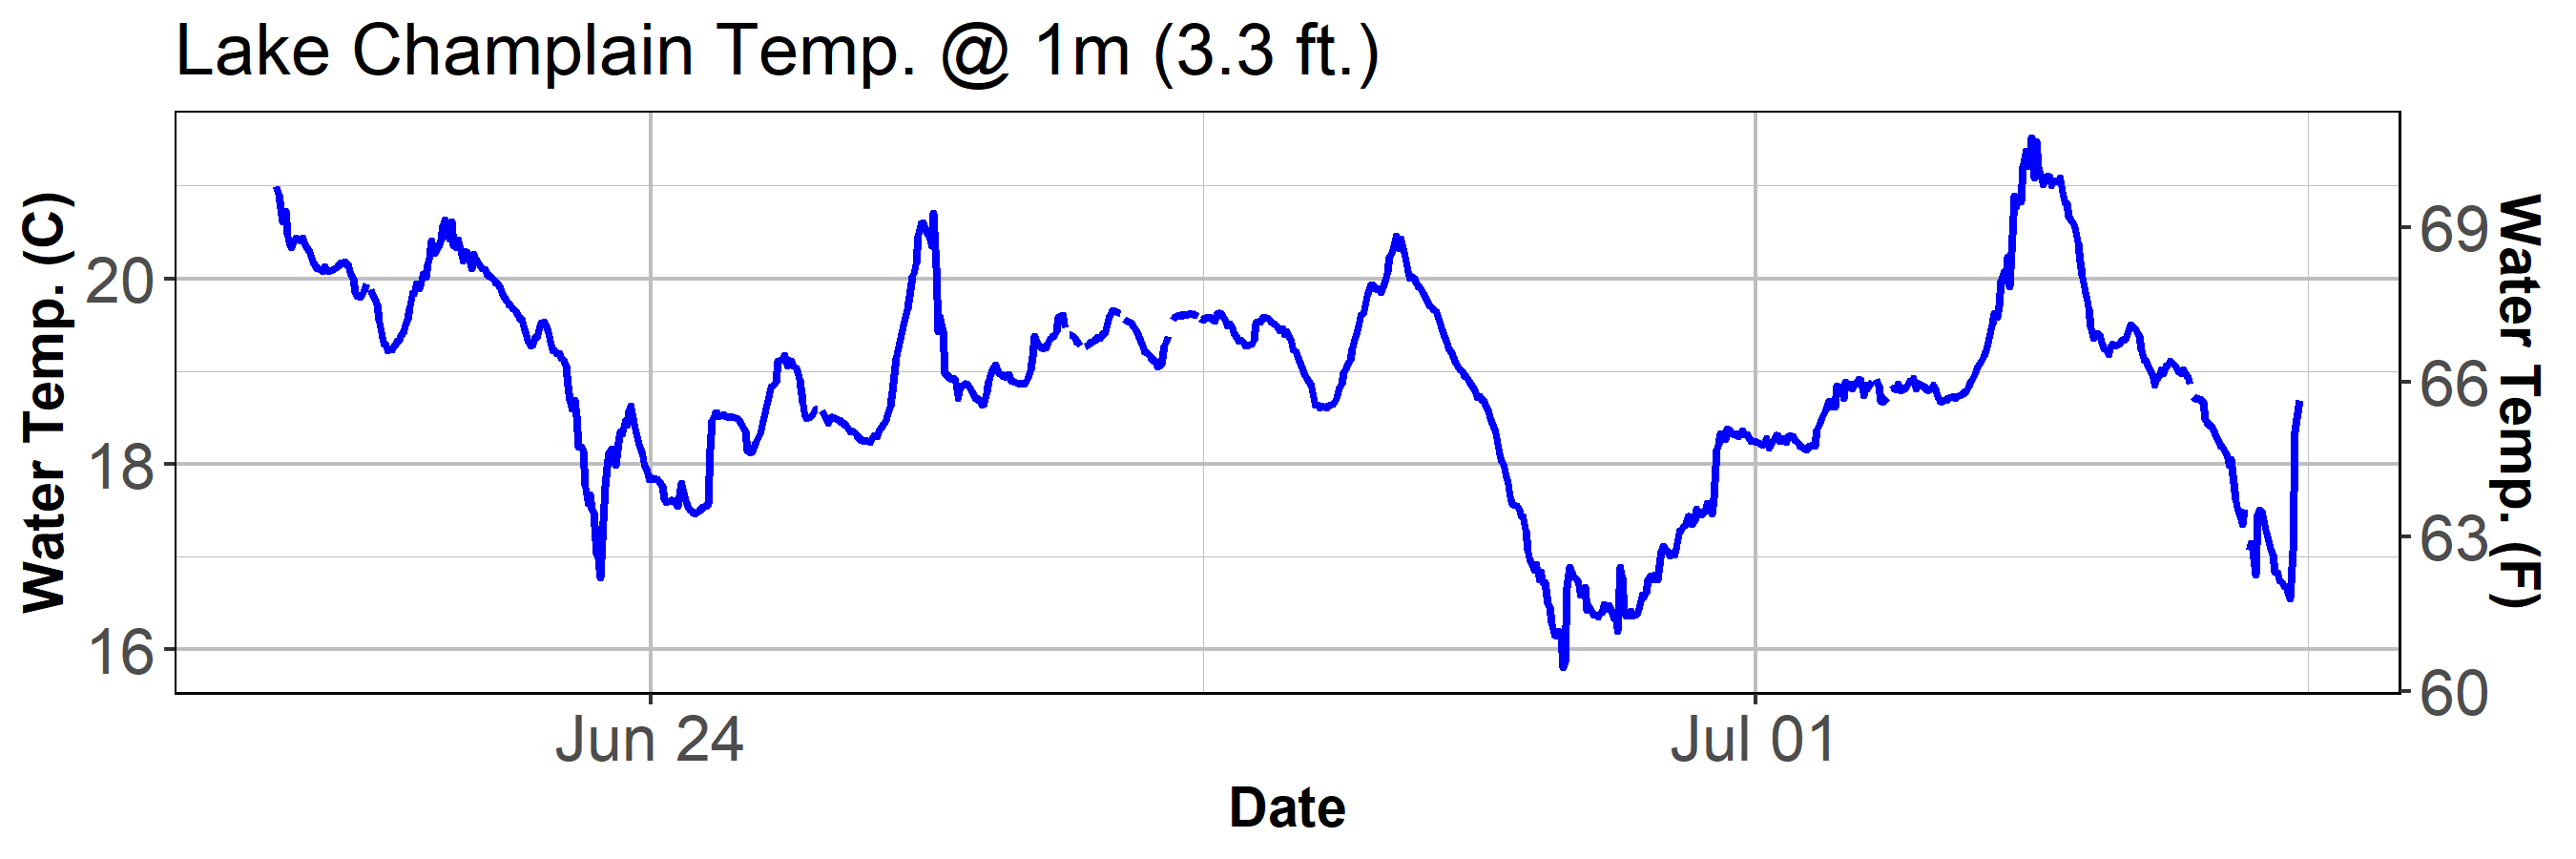 Lake Champlain Temp. @ 1m (3.3 ft.)
Water Temp. (C)
20
18
16
69
66
63
60
Water Temp. (F)
Jun 24
Jul 01
Date